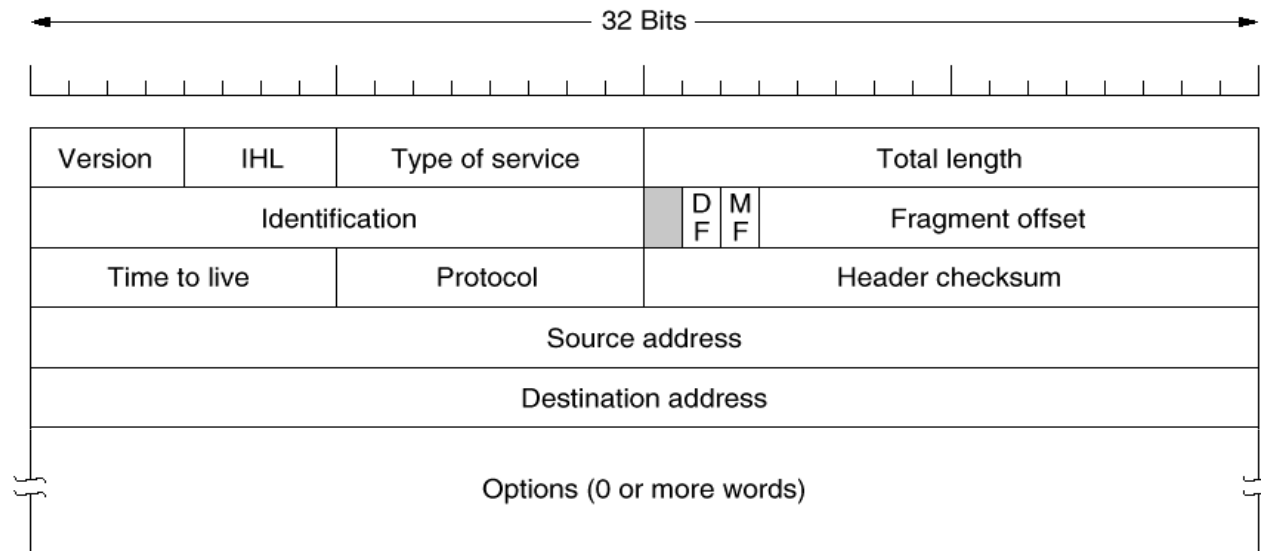 32 Bits
Version IHL Type of service Total length
Identification D F M F Fragment offset
Time to live Protocol Header checksum
Source address
Destination address
Options (0 or more words)